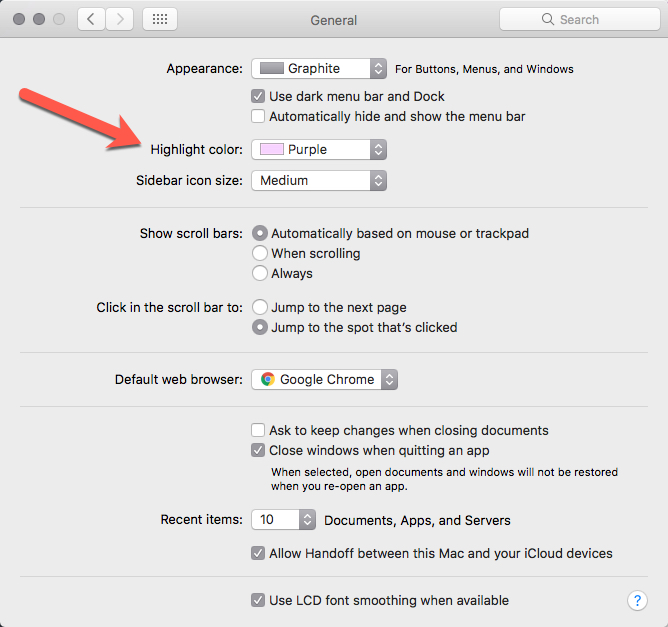 General
Search
Appearance: Graphite For Buttons, Menus, and Windows
Use dark menu bar and Dock
Automatically hide and show the menu bar
Highlight color: Purple
Sidebar icon size: Medium
Show scroll bars: Automatically based on mouse or trackpad
When scrolling
Always
Click in the scroll bar to: Jump to the next page
Jump to the spot that's clicked
Default web browser: Google Chrome
Ask to keep changes when closing documents
Close windows when quitting an app
When selected, open documents and windows will not be restored
when you re-open an app.
Recent items: 10 Documents, Apps, and Servers
Allow Handoff between this Mac and your iCloud devices
Use LCD font smoothing when available
?